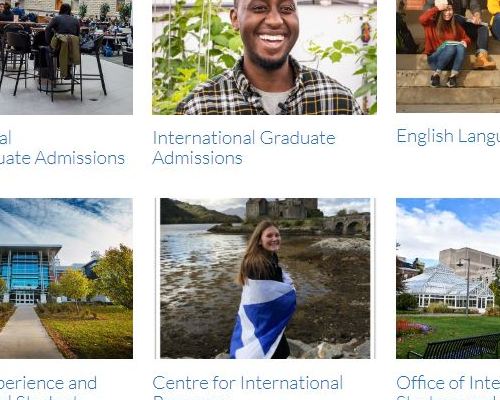 al
uate Admissions
International Graduate
Admissions
English Langu
perience and
Centre for International
Office of Inte